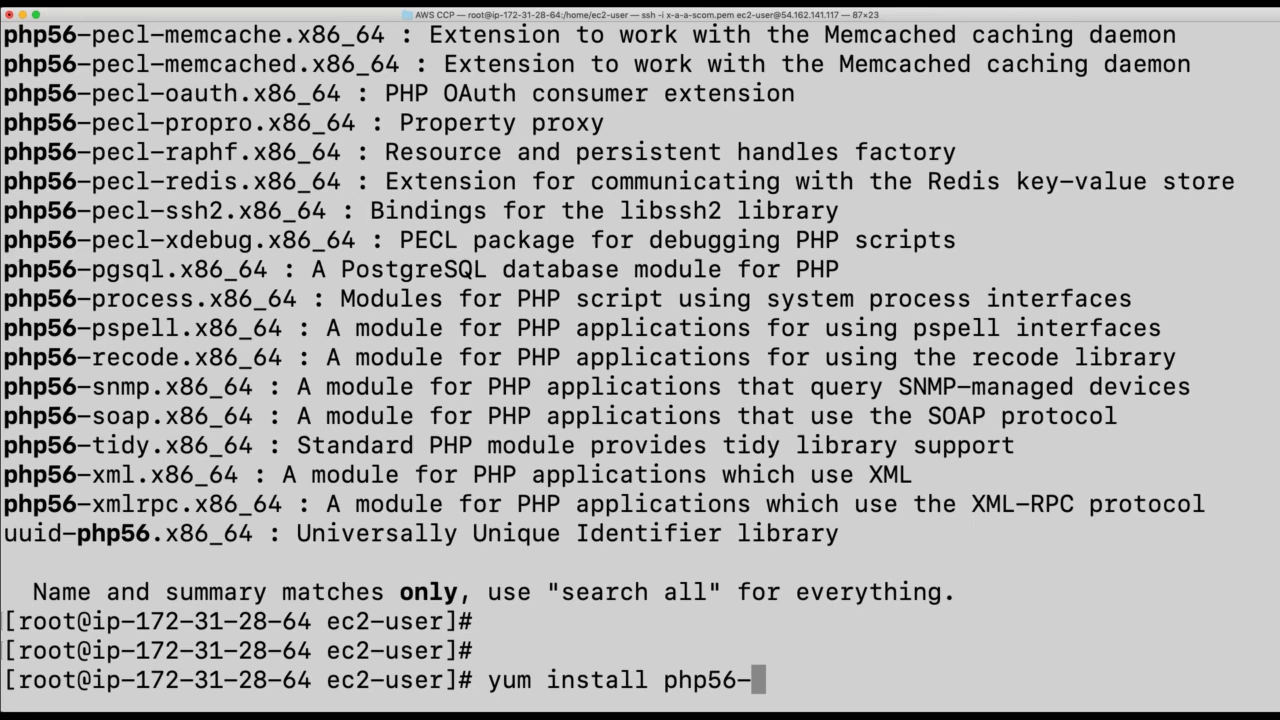 AWS CCP — root@ip-172-31-28-64:/home/ec2-user — ssh -i x-a-a-scom.pem ec2-user@54.162.141.117 — 87×23
php56-pecl-memcache.x86_64 : Extension to work with the Memcached caching daemon
php56-pecl-memcached.x86_64 : Extension to work with the Memcached caching daemon
php56-pecl-oauth.x86_64 : PHP OAuth consumer extension
php56-pecl-propro.x86_64 : Property proxy
php56-pecl-raphf.x86_64 : Resource and persistent handles factory
php56-pecl-redis.x86_64 : Extension for communicating with the Redis key-value store
php56-pecl-ssh2.x86_64 : Bindings for the libssh2 library
php56-pecl-xdebug.x86_64 : PECL package for debugging PHP scripts
php56-pgsql.x86_64 : A PostgreSQL database module for PHP
php56-process.x86_64 : Modules for PHP script using system process interfaces
php56-pspell.x86_64 : A module for PHP applications for using pspell interfaces
php56-recode.x86_64 : A module for PHP applications for using the recode library
php56-snmp.x86_64 : A module for PHP applications that query SNMP-managed devices
php56-soap.x86_64 : A module for PHP applications that use the SOAP protocol
php56-tidy.x86_64 : Standard PHP module provides tidy library support
php56-xml.x86_64 : A module for PHP applications which use XML
php56-xmlrpc.x86_64 : A module for PHP applications which use the XML-RPC protocol
uuid-php56.x86_64 : Universally Unique Identifier library
Name and summary matches only, use "search all" for everything.
[root@ip-172-31-28-64 ec2-user]#
[root@ip-172-31-28-64 ec2-user]#
[root@ip-172-31-28-64 ec2-user]# yum install php56-